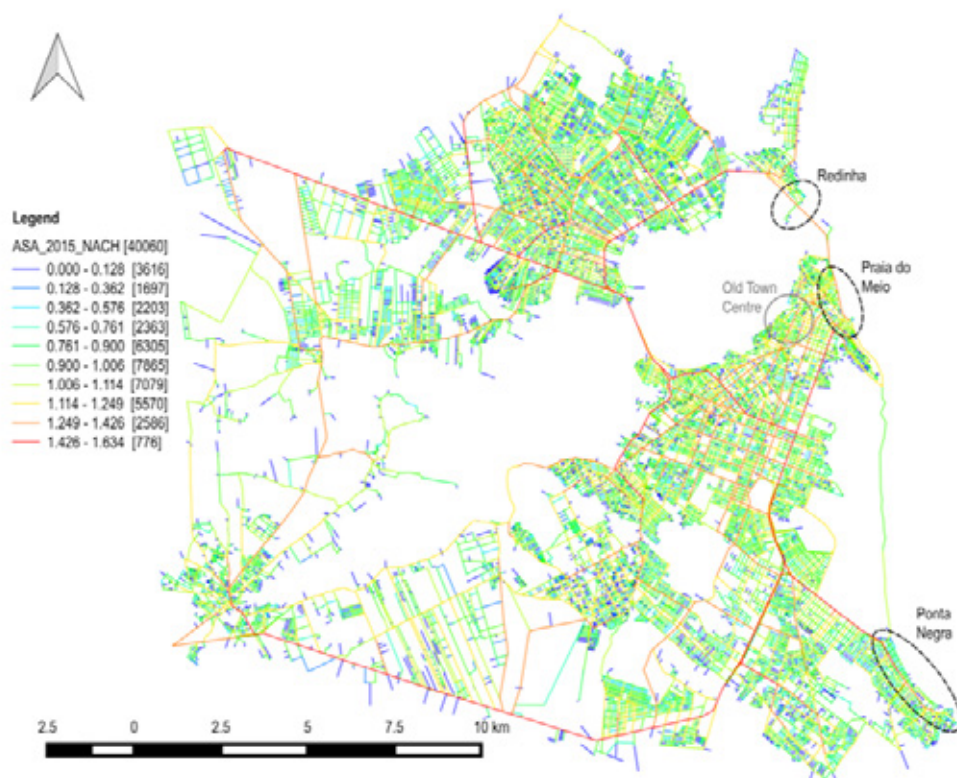 Redinha
Legend
ASA_2015_NACH [40060]
0.000 - 0.128 [3616]
0.128 - 0.362 [1697]
0.362 - 0.576 [2203]
0.576 - 0.761 [2363]
0.761 - 0.900 [6305]
0.900 - 1.006 [7865]
1.006 - 1.114 [7079]
1.114 - 1.249 [5570]
1.249 - 1.426 [2586]
1.426 - 1.634 [776]
Praia do
Meio
Old Town
Centre
Ponta
Negra
2.5 0 2.5 5 7.5 10 km